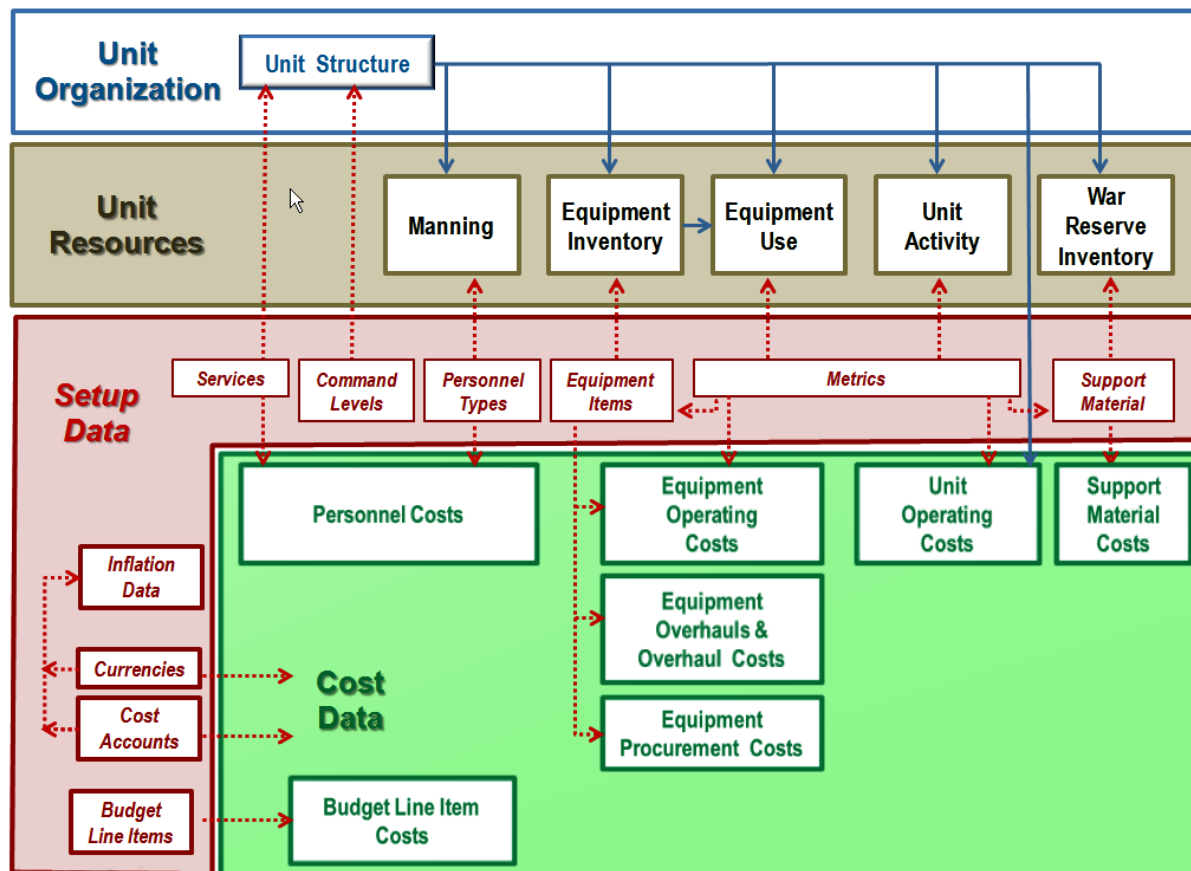 Unit
Organization
Unit Structure
Unit
Resources
Manning
Equipment
Inventory
Equipment
Use
Unit
Activity
War
Reserve
Inventory
Setup
Data
Services
Command
Levels
Personnel
Types
Equipment
Items
Metrics
Support
Material
Personnel Costs
Equipment
Operating
Costs
Unit
Operating
Costs
Support
Material
Costs
Inflation
Data
Equipment
Overhauls &
Overhaul Costs
Currencies
Cost
Accounts
Cost
Data
Equipment
Procurement Costs
Budget
Line Items
Budget Line Item
Costs